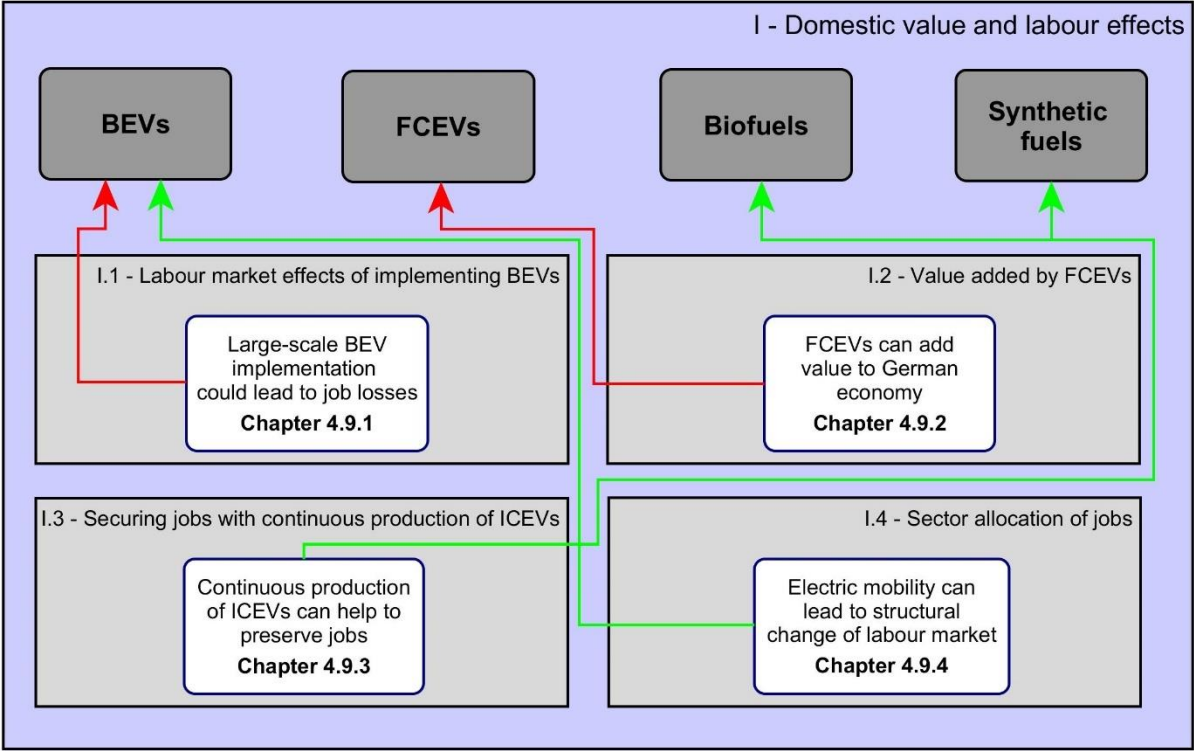 I - Domestic value and labour effects
BEVs
FCEVs
Biofuels
Synthetic
fuels
I.1 - Labour market effects of implementing BEVs
Large-scale BEV
implementation
could lead to job losses
Chapter 4.9.1
I.2 - Value added by FCEVs
FCEVs can add
value to German
economy
Chapter 4.9.2
I.3 - Securing jobs with continuous production of ICEVs
Continuous production
of ICEVs can help to
preserve jobs
Chapter 4.9.3
I.4 - Sector allocation of jobs
Electric mobility can
lead to structural
change of labour market
Chapter 4.9.4